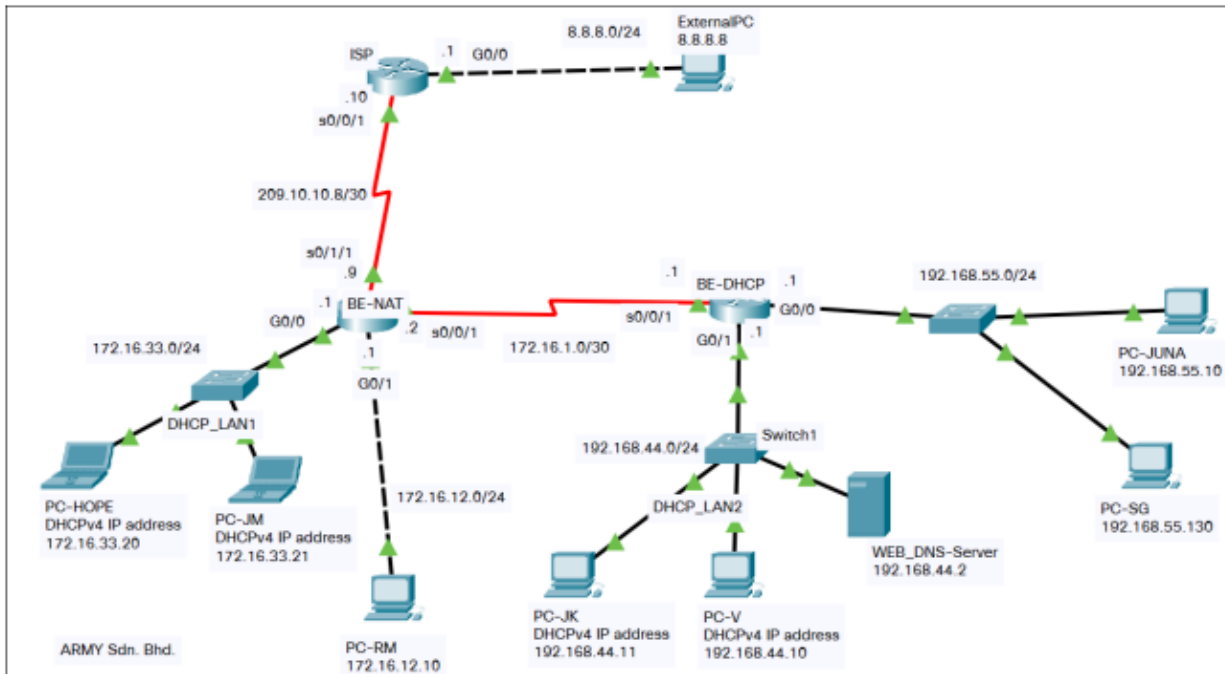 ExternalPC
8.8.8.8
8.8.8.0/24
.1
G0/0
ISP
.10
s0/0/1
209.10.10.8/30
s0/1/1
.9
.1
BE-NAT
G0/0
.2
s0/0/1
172.16.33.0/24
.1
G0/1
DHCP_LAN1
PC-HOPE
DHCPv4 IP address
172.16.33.20
PC-JM
DHCPv4 IP address
172.16.33.21
172.16.12.0/24
PC-RM
172.16.12.10
172.16.1.0/30
.1
BE-DHCP
.1
s0/0/1
G0/0
G0/1
.1
192.168.55.0/24
PC-JUNA
192.168.55.10
PC-SG
192.168.55.130
192.168.44.0/24
Switch1
DHCP_LAN2
WEB_DNS-Server
192.168.44.2
PC-JK
DHCPv4 IP address
192.168.44.11
PC-V
DHCPv4 IP address
192.168.44.10
ARMY Sdn. Bhd.